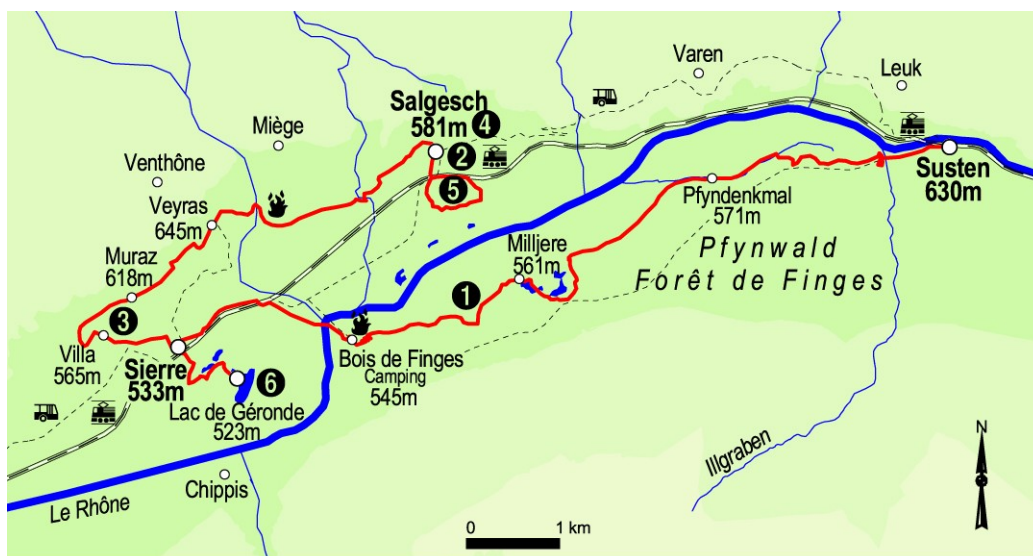 Varen
Leuk
Salgesch
581m
4
2
5
Miège
Venthône
Veyras
645m
Muraz
618m
3
Villa
565m
Sierre
533m
6
Lac de Géronde
523m
Chippis
Le Rhône
Susten
630m
Pfyndenkmal
571m
Milljere
561m
1
Pfynwald
Forêt de Finges
Bois de Finges
Camping
545m
Illgraben
N
0 1 km